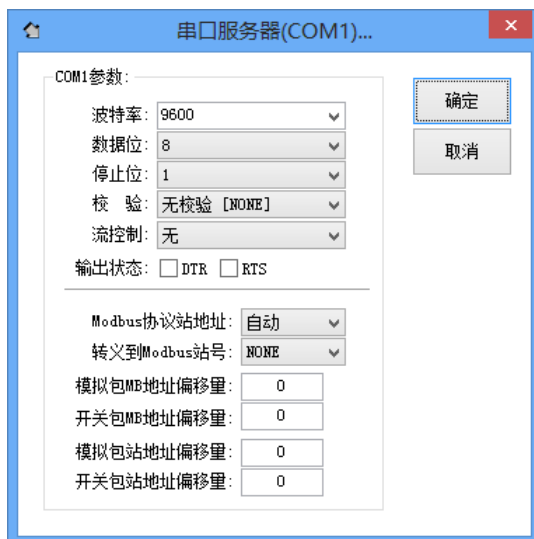 串口服务器(COM1)...
COM1参数:
波特率: 9600
数据位: 8
停止位: 1
校 验: 无校验 [NONE]
流控制: 无
输出状态: DTR RTS
Modbus协议站地址: 自动
转义到Modbus站号: NONE
模拟包MB地址偏移量: 0
开关包MB地址偏移量: 0
模拟包站地址偏移量: 0
开关包站地址偏移量: 0
确定
取消